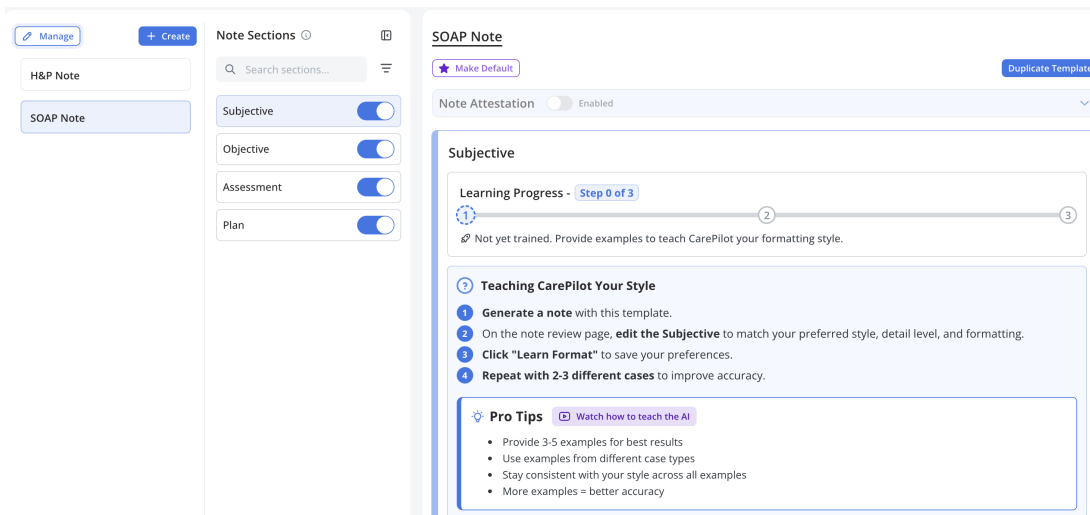 Manage
+ Create
H&P Note
SOAP Note
Note Sections
Search sections...
Subjective
Objective
Assessment
Plan
SOAP Note
Make Default
Duplicate Template
Note Attestation
Enabled
Subjective
Learning Progress - Step 0 of 3
1
2
3
Not yet trained. Provide examples to teach CarePilot your formatting style.
? Teaching CarePilot Your Style
1 Generate a note with this template.
2 On the note review page, edit the Subjective to match your preferred style, detail level, and formatting.
3 Click "Learn Format" to save your preferences.
4 Repeat with 2-3 different cases to improve accuracy.
Pro Tips Watch how to teach the AI
• Provide 3-5 examples for best results
• Use examples from different case types
• Stay consistent with your style across all examples
• More examples = better accuracy